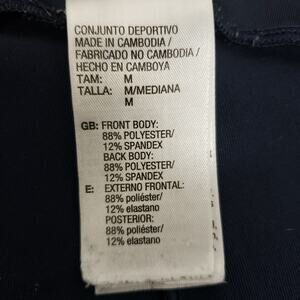 CONJUNTO DEPORTIVO
MADE IN CAMBODIA /
FABRICADO NO CAMBODIA /
HECHO EN CAMBOYA
TAM: M
TALLA: M/MEDIANA
M
GB: FRONT BODY:
88% POLYESTER/
12% SPANDEX
BACK BODY:
88% POLYESTER/
12% SPANDEX
E: EXTERNO FRONTAL:
88% poliéster/
12% elastano
POSTERIOR:
88% poliéster/
12% elastano